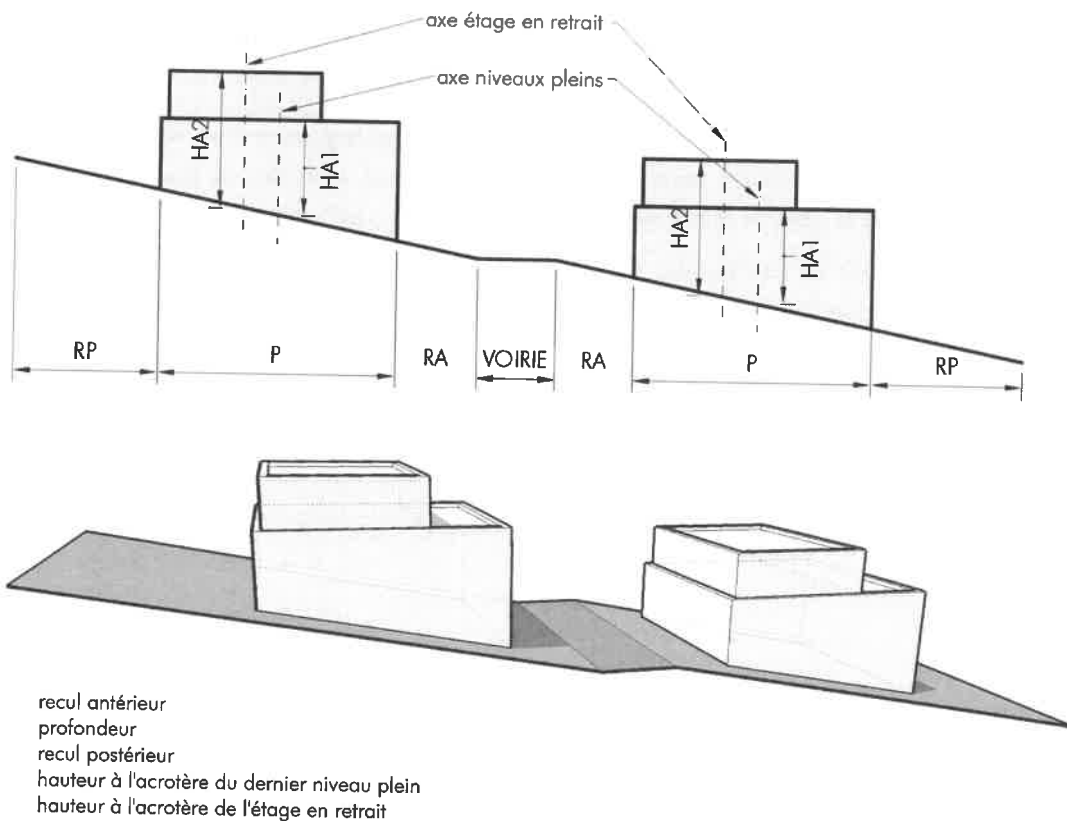 axe étage en retrait
axe niveaux pleins
HA2
HA1
HA2
HA1
RP
P
RA
VOIRIE
RA
P
RP
recul antérieur
profondeur
recul postérieur
hauteur à l'acrotère du dernier niveau plein
hauteur à l'acrotère de l'étage en retrait